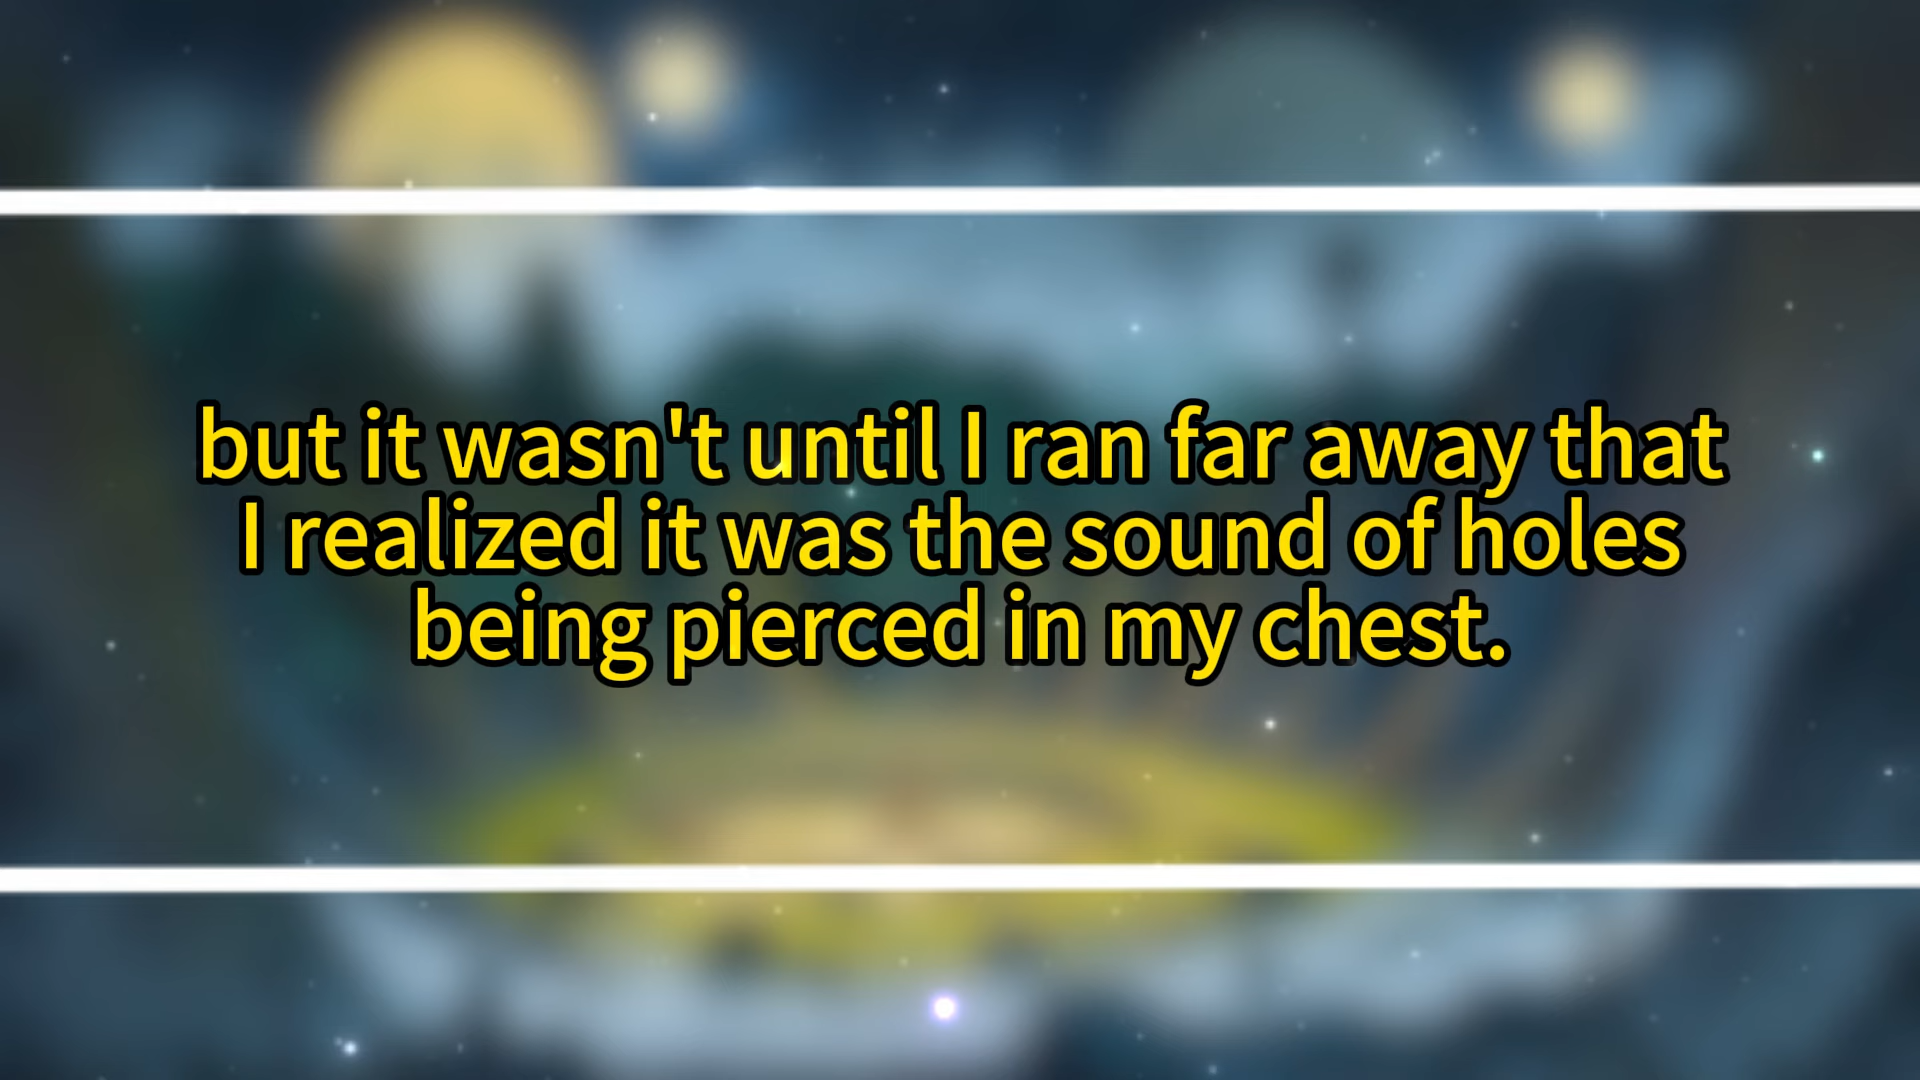 but it wasn't until I ran far away that
I realized it was the sound of holes
being pierced in my chest.